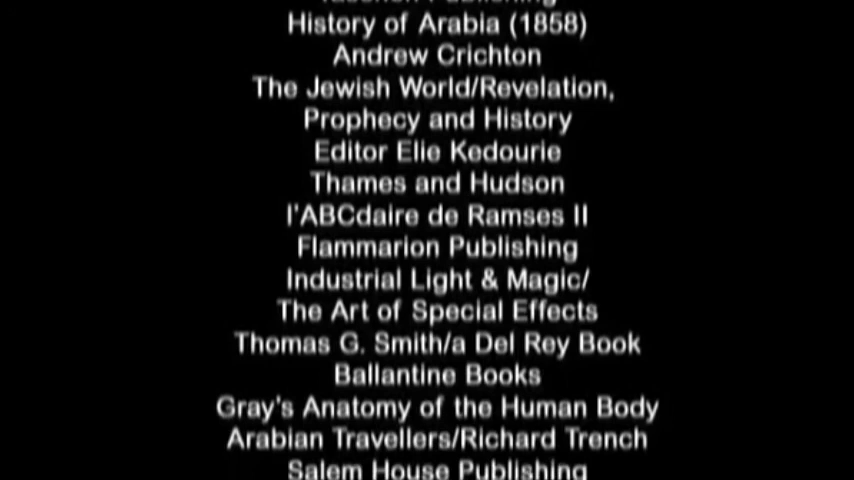 History of Arabia (1858)
Andrew Crichton
The Jewish World/Revelation,
Prophecy and History
Editor Elie Kedourie
Thames and Hudson
l'ABCdaire de Ramses II
Flammarion Publishing
Industrial Light & Magic/
The Art of Special Effects
Thomas G. Smith/a Del Rey Book
Ballantine Books
Gray's Anatomy of the Human Body
Arabian Travellers/Richard Trench
Salem House Publishing